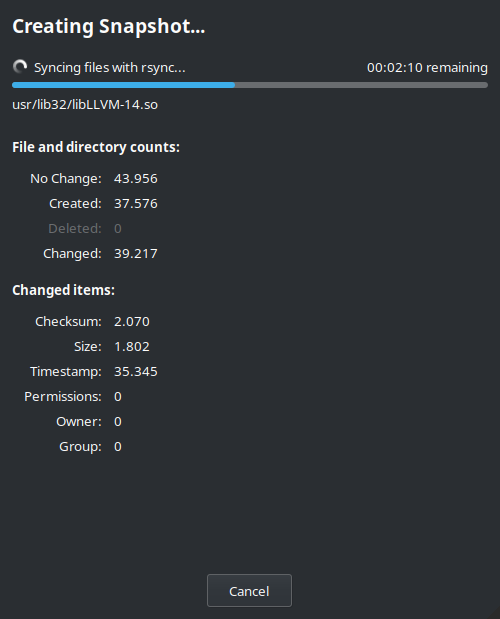 Creating Snapshot...
Syncing files with rsync... 00:02:10 remaining
usr/lib32/libLLVM-14.so
File and directory counts:
No Change: 43.956
Created: 37.576
Deleted: 0
Changed: 39.217
Changed items:
Checksum: 2.070
Size: 1.802
Timestamp: 35.345
Permissions: 0
Owner: 0
Group: 0
Cancel